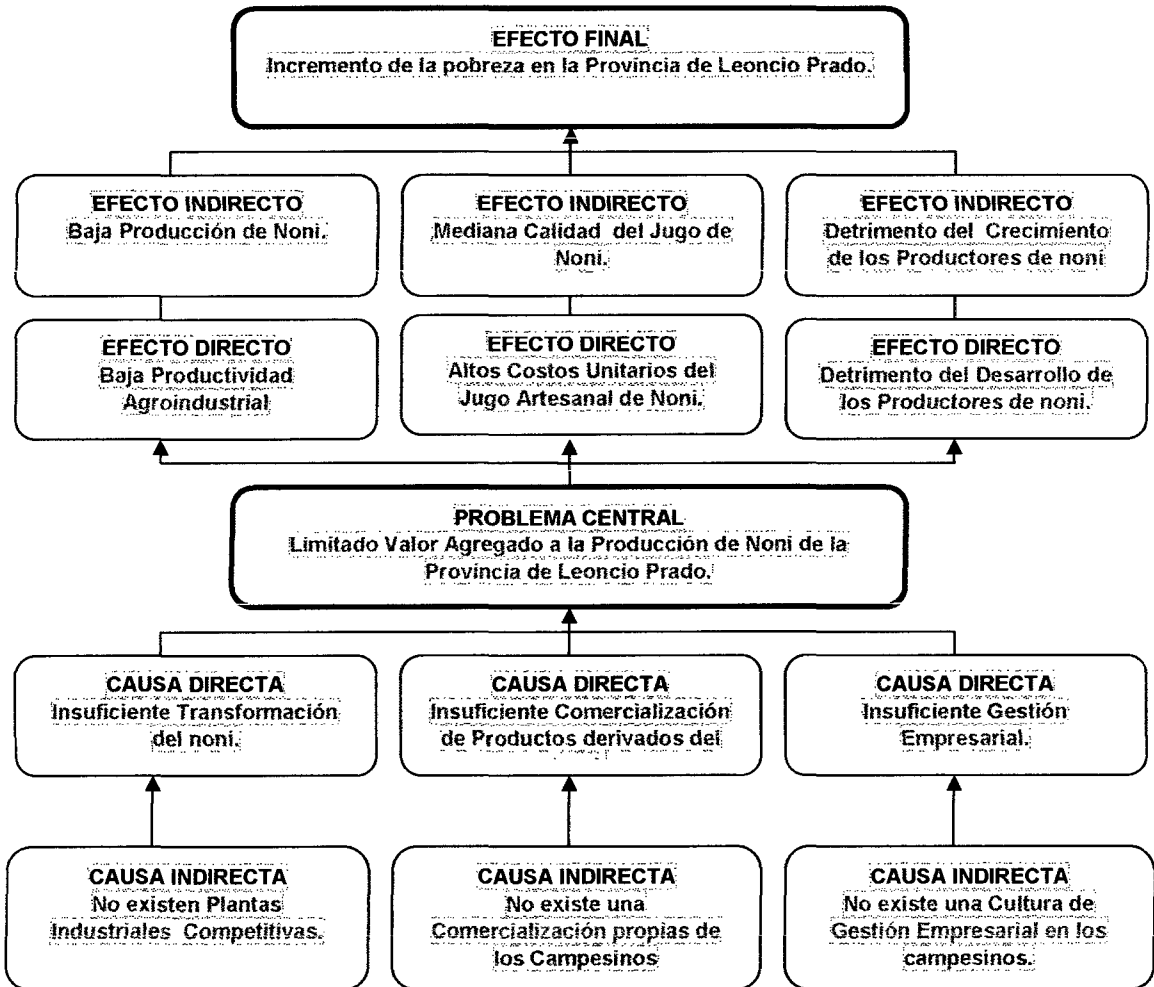 EFECTO FINAL
Incremento de la pobreza en la Provincia de Leoncio Prado.
EFECTO INDIRECTO
Baja Producción de Noni.
EFECTO INDIRECTO
Mediana Calidad del Jugo de
Noni.
EFECTO INDIRECTO
Detrimento del Crecimiento
de los Productores de noni
EFECTO DIRECTO
Baja Productividad
Agroindustrial
EFECTO DIRECTO
Altos Costos Unitarios del
Jugo Artesanal de Noni.
EFECTO DIRECTO
Detrimento del Desarrollo de
los Productores de noni.
PROBLEMA CENTRAL
Limitado Valor Agregado a la Producción de Noni de la
Provincia de Leoncio Prado.
CAUSA DIRECTA
Insuficiente Transformación
del noni.
CAUSA DIRECTA
Insuficiente Comercialización
de Productos derivados del
CAUSA DIRECTA
Insuficiente Gestión
Empresarial.
CAUSA INDIRECTA
No existen Plantas
Industriales Competitivas.
CAUSA INDIRECTA
No existe una
Comercialización propias de
los Campesinos
CAUSA INDIRECTA
No existe una Cultura de
Gestión Empresarial en los
campesinos.